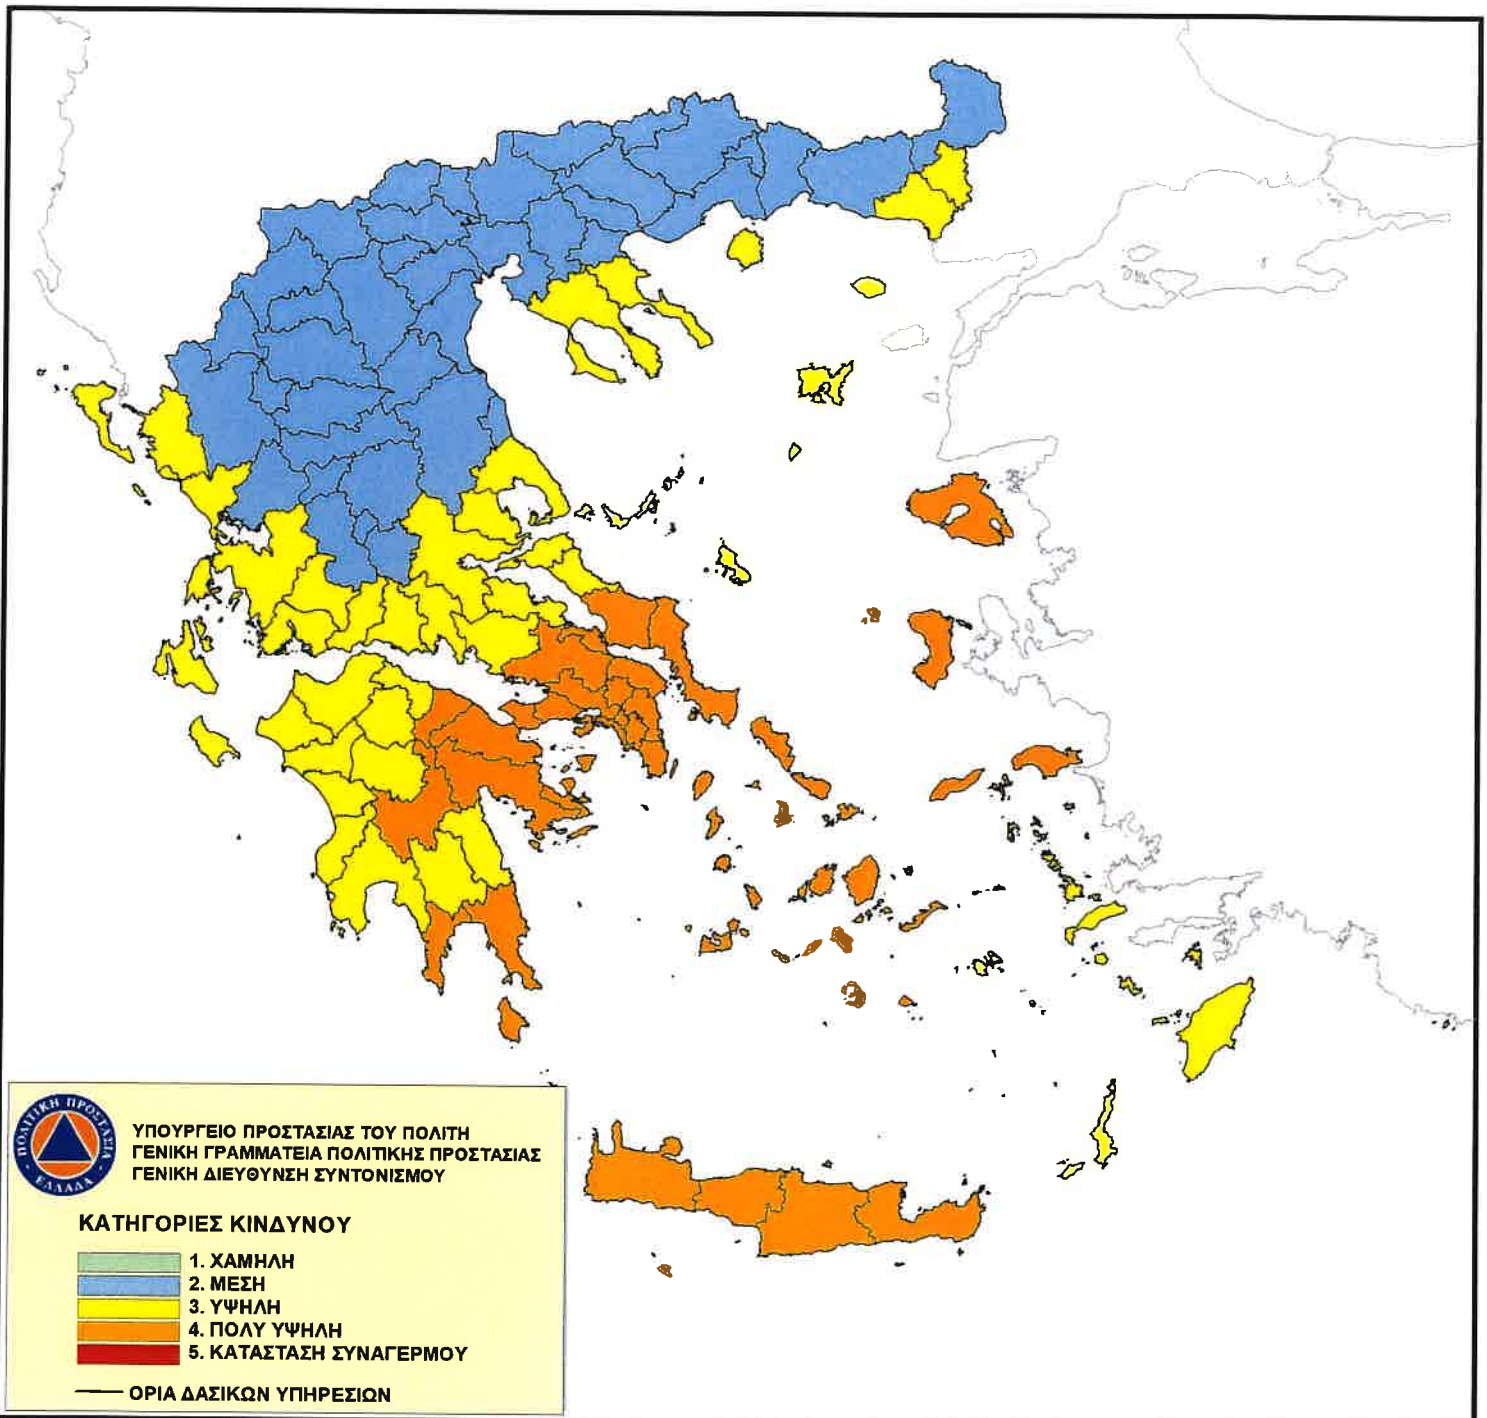 ΠΟΛΙΤΙΚΗ ΠΡΟΣΤΑΣΙΑ
ΕΛΛΑΔΑ
ΥΠΟΥΡΓΕΙΟ ΠΡΟΣΤΑΣΙΑΣ ΤΟΥ ΠΟΛΙΤΗ
ΓΕΝΙΚΗ ΓΡΑΜΜΑΤΕΙΑ ΠΟΛΙΤΙΚΗΣ ΠΡΟΣΤΑΣΙΑΣ
ΓΕΝΙΚΗ ΔΙΕΥΘΥΝΣΗ ΣΥΝΤΟΝΙΣΜΟΥ
ΚΑΤΗΓΟΡΙΕΣ ΚΙΝΔΥΝΟΥ
1. ΧΑΜΗΛΗ
2. ΜΕΣΗ
3. ΥΨΗΛΗ
4. ΠΟΛΥ ΥΨΗΛΗ
5. ΚΑΤΑΣΤΑΣΗ ΣΥΝΑΓΕΡΜΟΥ
ΟΡΙΑ ΔΑΣΙΚΩΝ ΥΠΗΡΕΣΙΩΝ